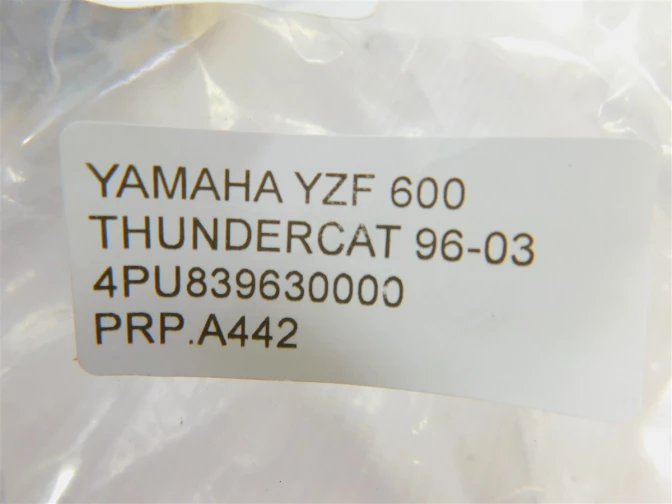 YAMAHA YZF 600
THUNDERCAT 96-03
4PU839630000
PRP.A442